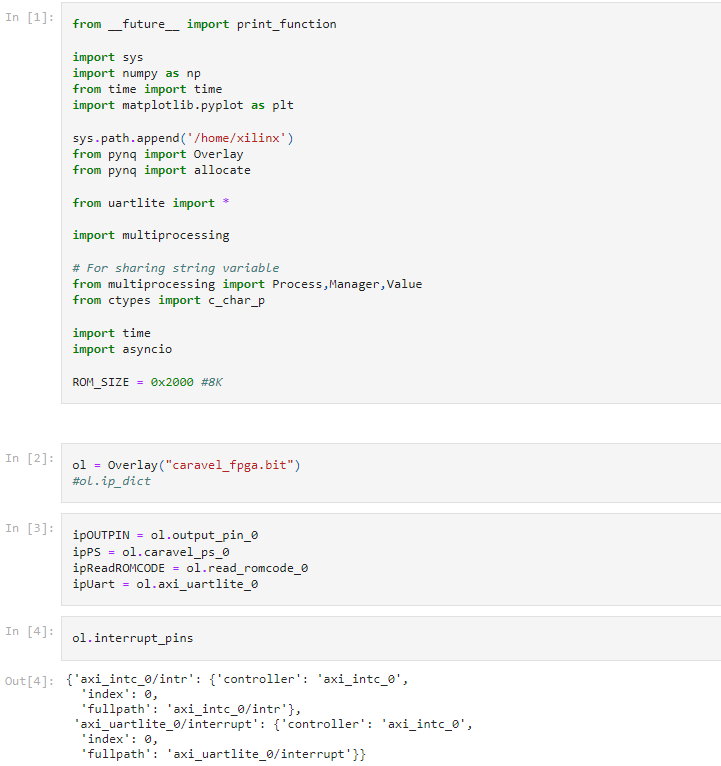 In [1]:
from __future__ import print_function
import sys
import numpy as np
from time import time
import matplotlib.pyplot as plt
sys.path.append('/home/xilinx')
from pynq import Overlay
from pynq import allocate
from uartlite import *
import multiprocessing
# For sharing string variable
from multiprocessing import Process,Manager,Value
from ctypes import c_char_p
import time
import asyncio
ROM_SIZE = 0x2000 #8K
In [2]:
ol = Overlay("caravel_fpga.bit")
#ol.ip_dict
In [3]:
ipOUTPIN = ol.output_pin_0
ipPS = ol.caravel_ps_0
ipReadROMCODE = ol.read_romcode_0
ipUart = ol.axi_uartlite_0
In [4]:
ol.interrupt_pins
Out[4]:
{'axi_intc_0/intr': {'controller': 'axi_intc_0',
'index': 0,
'fullpath': 'axi_intc_0/intr'},
'axi_uartlite_0/interrupt': {'controller': 'axi_intc_0',
'index': 0,
'fullpath': 'axi_uartlite_0/interrupt'}}